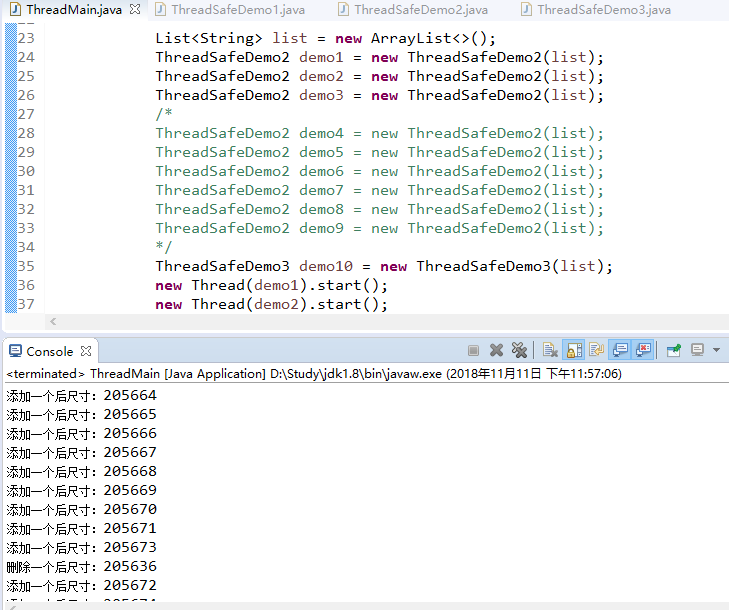 ThreadMain.java ThreadSafeDemo1.java ThreadSafeDemo2.java ThreadSafeDemo3.java
23 List<String> list = new ArrayList<>();
24 ThreadSafeDemo2 demo1 = new ThreadSafeDemo2(list);
25 ThreadSafeDemo2 demo2 = new ThreadSafeDemo2(list);
26 ThreadSafeDemo2 demo3 = new ThreadSafeDemo2(list);
27 /*
28 ThreadSafeDemo2 demo4 = new ThreadSafeDemo2(list);
29 ThreadSafeDemo2 demo5 = new ThreadSafeDemo2(list);
30 ThreadSafeDemo2 demo6 = new ThreadSafeDemo2(list);
31 ThreadSafeDemo2 demo7 = new ThreadSafeDemo2(list);
32 ThreadSafeDemo2 demo8 = new ThreadSafeDemo2(list);
33 ThreadSafeDemo2 demo9 = new ThreadSafeDemo2(list);
34 */
35 ThreadSafeDemo3 demo10 = new ThreadSafeDemo3(list);
36 new Thread(demo1).start();
37 new Thread(demo2).start();
Console
<terminated> ThreadMain [Java Application] D:\Study\jdk1.8\bin\javaw.exe (2018年11月11日 下午11:57:06)
添加一个后尺寸：205664
添加一个后尺寸：205665
添加一个后尺寸：205666
添加一个后尺寸：205667
添加一个后尺寸：205668
添加一个后尺寸：205669
添加一个后尺寸：205670
添加一个后尺寸：205671
添加一个后尺寸：205673
删除一个后尺寸：205636
添加一个后尺寸：205672